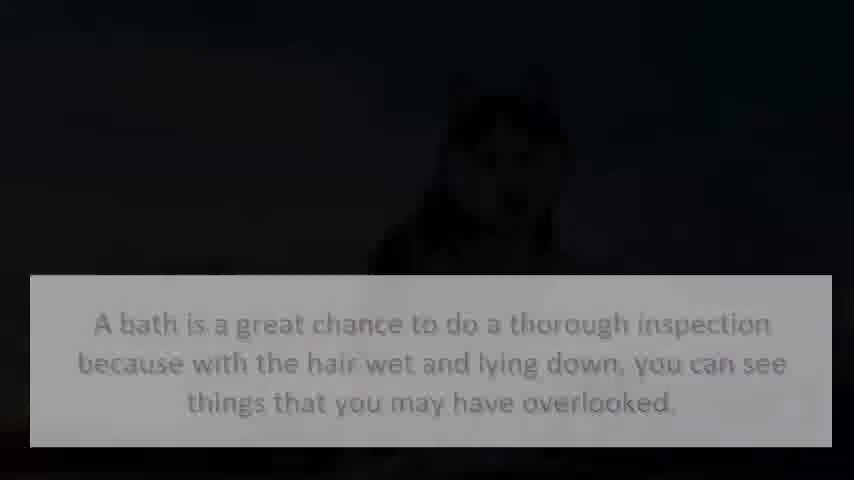 A bath is a great chance to do a thorough inspection
because with the hair wet and lying down, you can see
things that you may have overlooked.